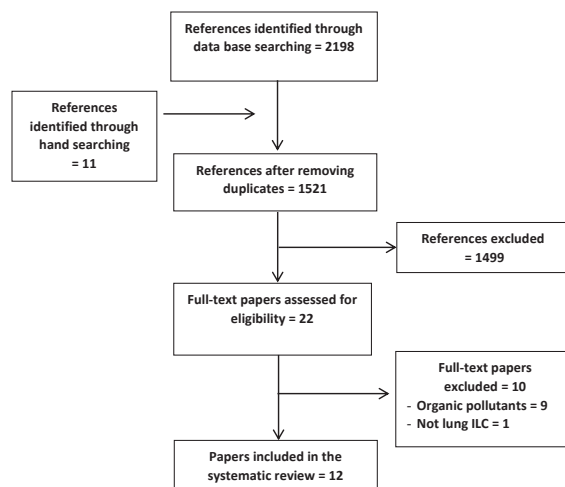 References identified through
data base searching = 2198
References
identified through
hand searching
= 11
References after removing
duplicates = 1521
References excluded
= 1499
Full-text papers assessed for
eligibility = 22
Full-text papers
excluded = 10
- Organic pollutants = 9
- Not lung ILC = 1
Papers included in the
systematic review = 12